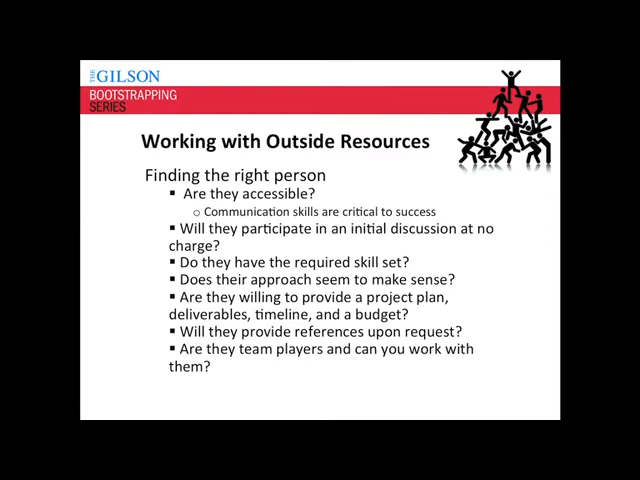 THE GILSON
BOOTSTRAPPING
SERIES
Working with Outside Resources
Finding the right person
▪ Are they accessible?
o Communication skills are critical to success
▪ Will they participate in an initial discussion at no
charge?
▪ Do they have the required skill set?
▪ Does their approach seem to make sense?
▪ Are they willing to provide a project plan,
deliverables, timeline, and a budget?
▪ Will they provide references upon request?
▪ Are they team players and can you work with
them?